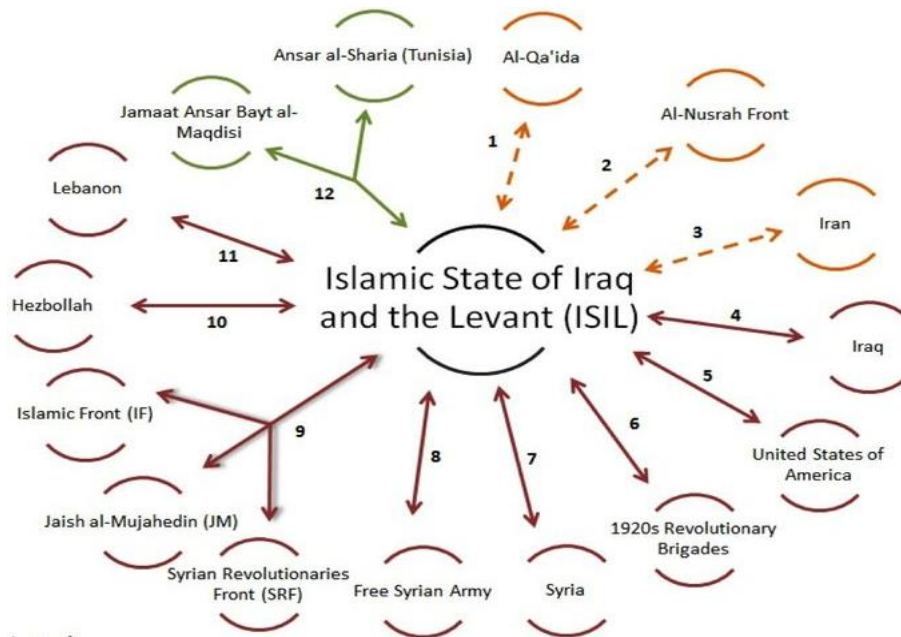 Ansar al-Sharia (Tunisia)
Al-Qa'ida
Jamaat Ansar Bayt al-
Maqdisi
Al-Nusrah Front
1
2
Lebanon
12
3
Iran
11
Islamic State of Iraq
and the Levant (ISIL)
Hezbollah
10
4
Iraq
5
Islamic Front (IF)
9
8
7
6
United States of
America
Jaish al-Mujahedin (JM)
1920s Revolutionary
Brigades
Syrian Revolutionaries
Front (SRF)
Free Syrian Army
Syria